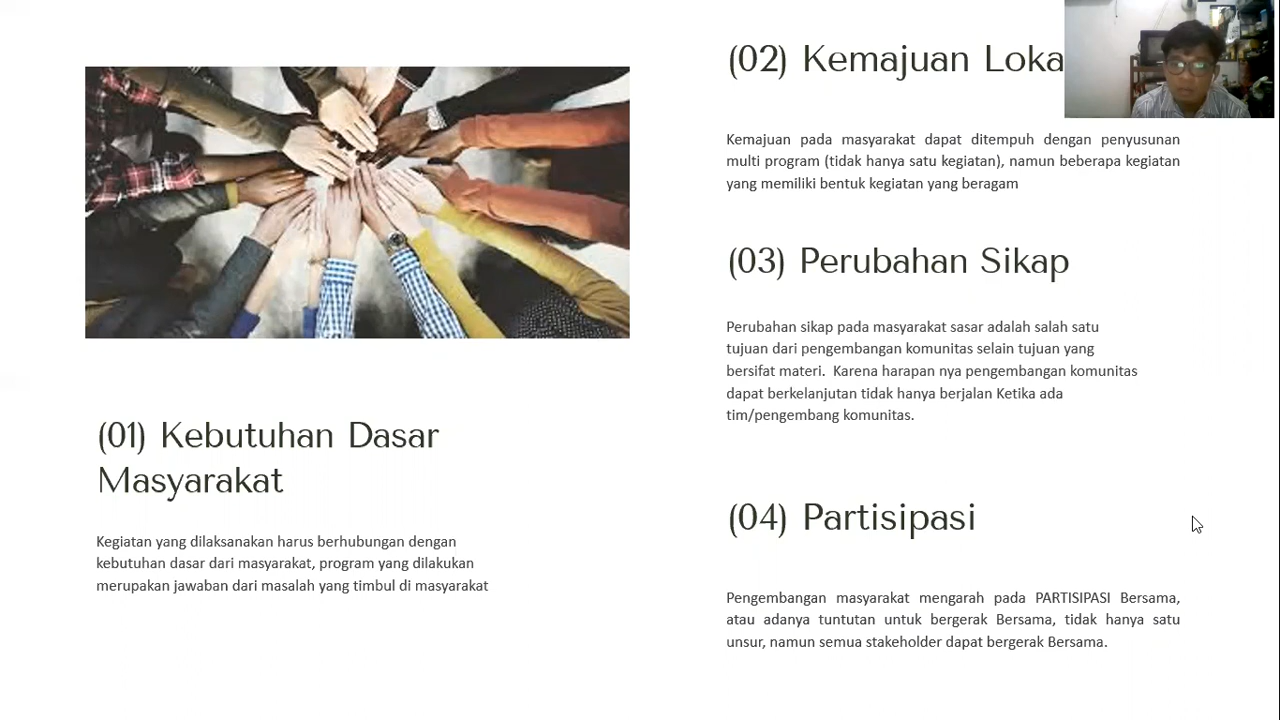 (01) Kebutuhan Dasar
Masyarakat
Kegiatan yang dilaksanakan harus berhubungan dengan
kebutuhan dasar dari masyarakat, program yang dilakukan
merupakan jawaban dari masalah yang timbul di masyarakat
(02) Kemajuan Loka
Kemajuan pada masyarakat dapat ditempuh dengan penyusunan
multi program (tidak hanya satu kegiatan), namun beberapa kegiatan
yang memiliki bentuk kegiatan yang beragam
(03) Perubahan Sikap
Perubahan sikap pada masyarakat sasar adalah salah satu
tujuan dari pengembangan komunitas selain tujuan yang
bersifat materi. Karena harapan nya pengembangan komunitas
dapat berkelanjutan tidak hanya berjalan Ketika ada
tim/pengembang komunitas.
(04) Partisipasi
Pengembangan masyarakat mengarah pada PARTISIPASI Bersama,
atau adanya tuntutan untuk bergerak Bersama, tidak hanya satu
unsur, namun semua stakeholder dapat bergerak Bersama.